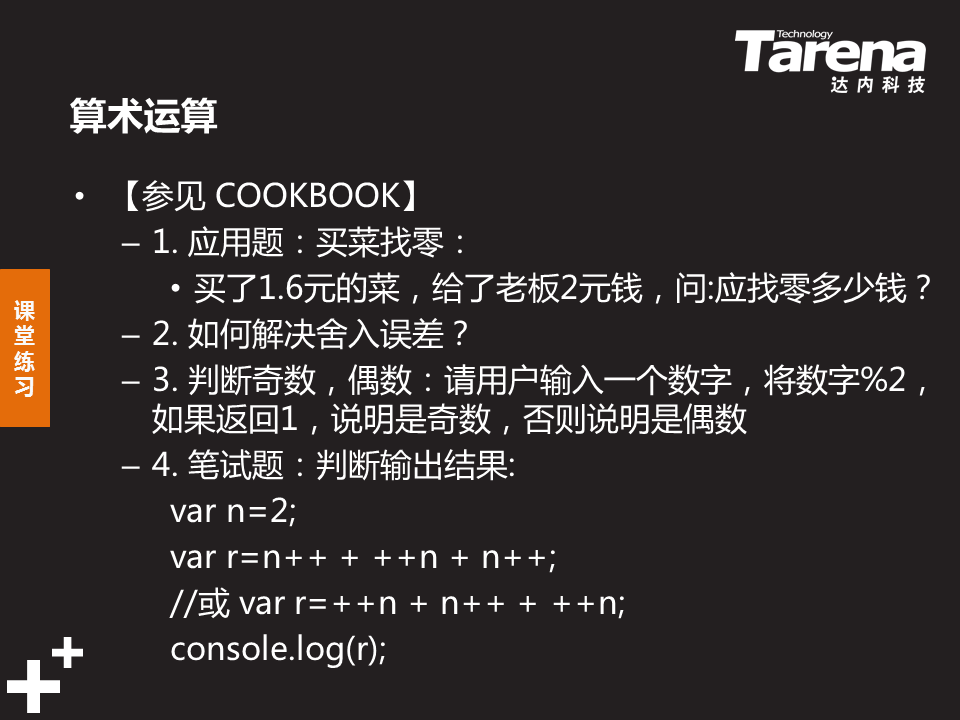 Technology
Tarena
达内科技
算术运算
• 【参见 COOKBOOK】
– 1. 应用题：买菜找零：
• 买了1.6元的菜，给了老板2元钱，问:应找零多少钱？
– 2. 如何解决舍入误差？
– 3. 判断奇数，偶数：请用户输入一个数字，将数字%2，
如果返回1，说明是奇数，否则说明是偶数
– 4. 笔试题：判断输出结果:
var n=2;
var r=n++ + ++n + n++;
//或 var r=++n + n++ + ++n;
console.log(r);
课
堂
练
习